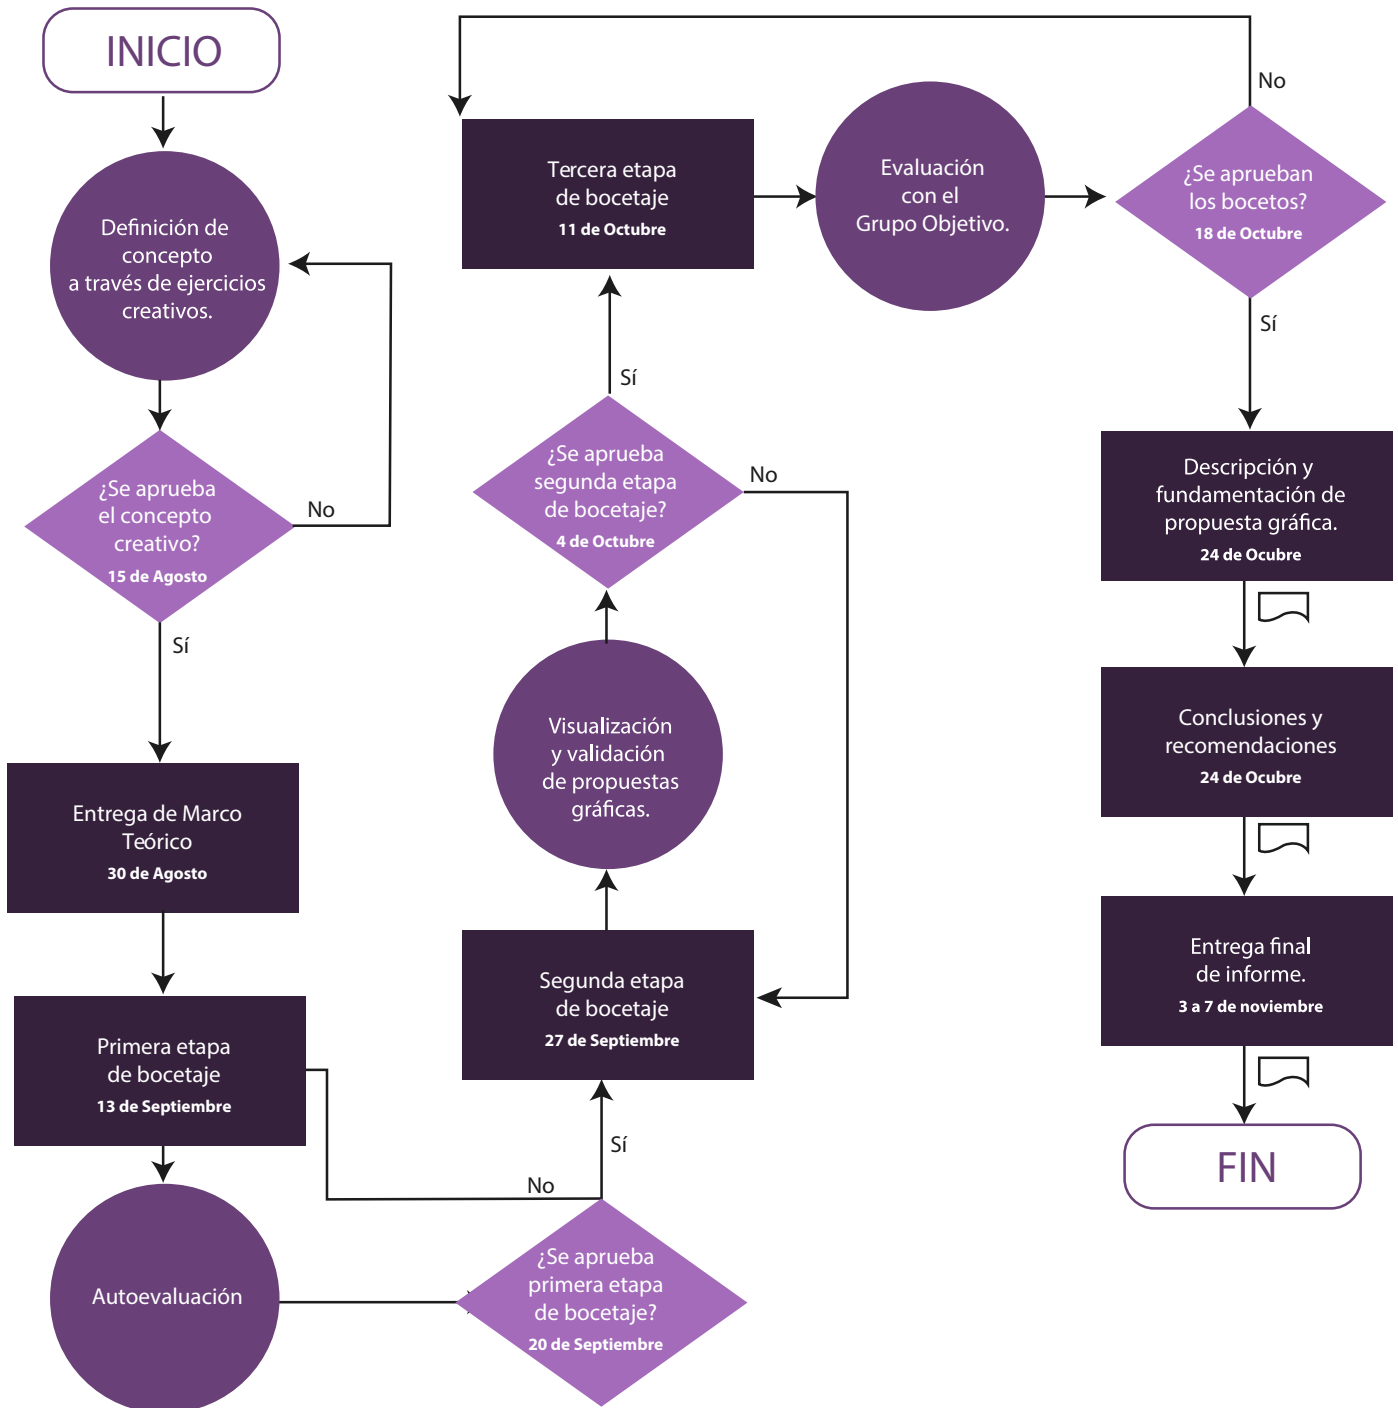 INICIO
Definición de
concepto
a través de ejercicios
creativos.
¿Se aprueba
el concepto
creativo?
15 de Agosto
No
Sí
Entrega de Marco
Teórico
30 de Agosto
Primera etapa
de bocetaje
13 de Septiembre
Autoevaluación
¿Se aprueba
primera etapa
de bocetaje?
20 de Septiembre
No
Sí
Segunda etapa
de bocetaje
27 de Septiembre
Visualización
y validación
de propuestas
gráficas.
¿Se aprueba
segunda etapa
de bocetaje?
4 de Octubre
No
Sí
Tercera etapa
de bocetaje
11 de Octubre
Evaluación
con el
Grupo Objetivo.
¿Se aprueban
los bocetos?
18 de Octubre
No
Sí
Descripción y
fundamentación de
propuesta gráfica.
24 de Ocubre
Conclusiones y
recomendaciones
24 de Ocubre
Entrega final
de informe.
3 a 7 de noviembre
FIN